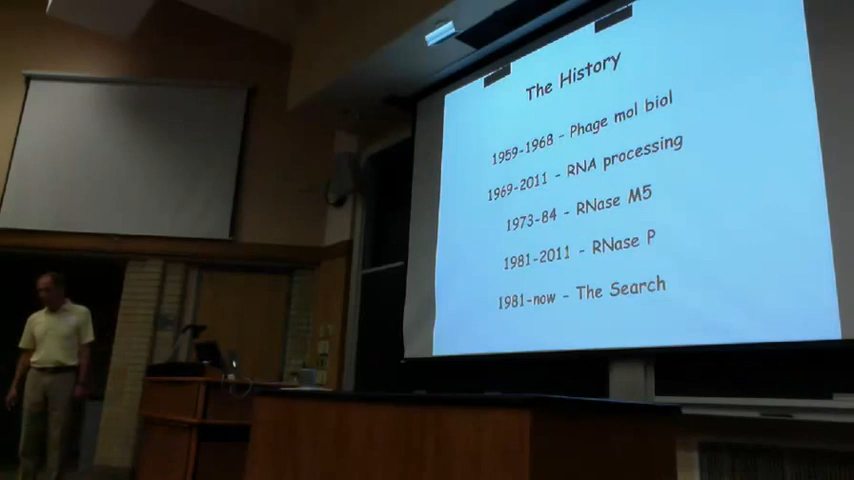 The History
1959-1968 - Phage mol biol
1969-2011 - RNA processing
1973-84 - RNase M5
1981-2011 - RNase P
1981-now - The Search